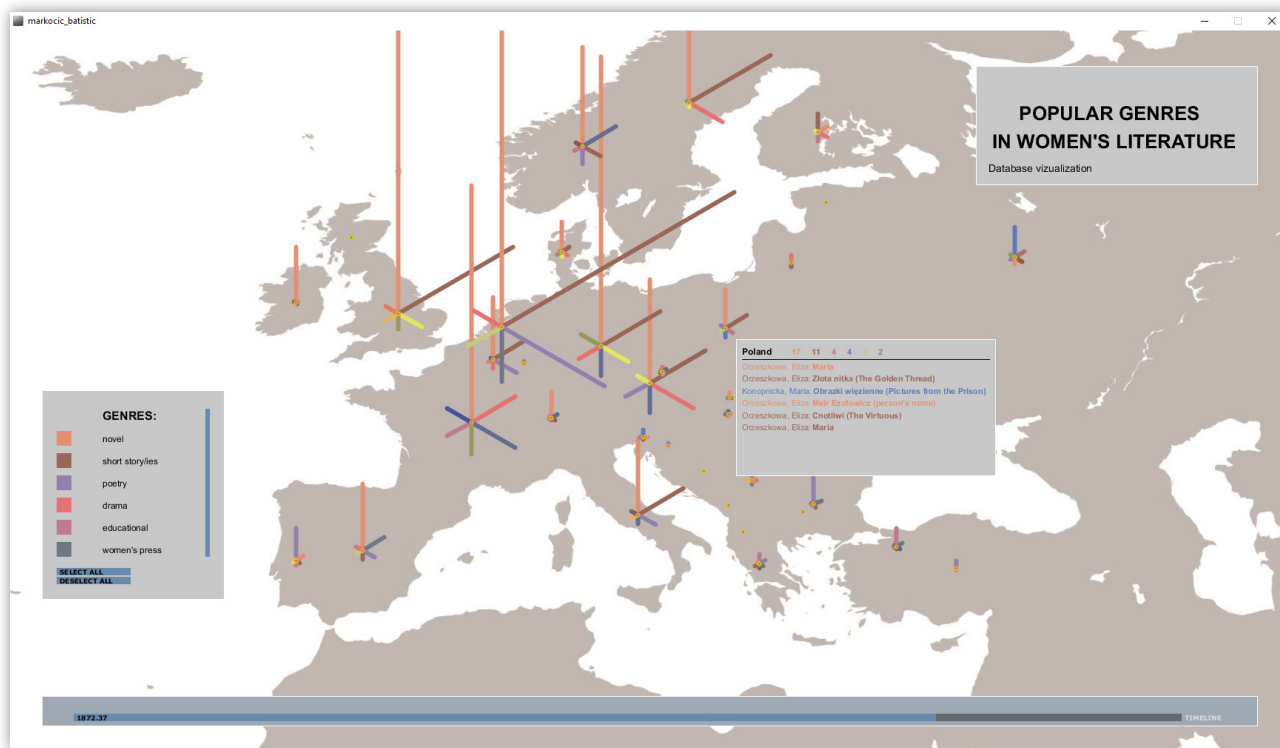 markocic_batistic
POPULAR GENRES
IN WOMEN'S LITERATURE
Database vizualization
Poland 17 11 4 4 2
Orzeszkowe, Eliza: Marta
Orzeszkowa, Eliza: Złota nitka (The Golden Thread)
Konopnicka, Maria: Obrazki więzienne (Pictures from the Prison)
Orzeszkowa, Eliza: Meir Ezofowicz (person's name)
Orzeszkowa, Eliza: Cnotliwi (The Virtuous)
Orzeszkowa, Eliza: Maria
GENRES:
novel
short story/ies
poetry
drama
educational
women's press
SELECT ALL
DESELECT ALL
1872.37
TIMELINE